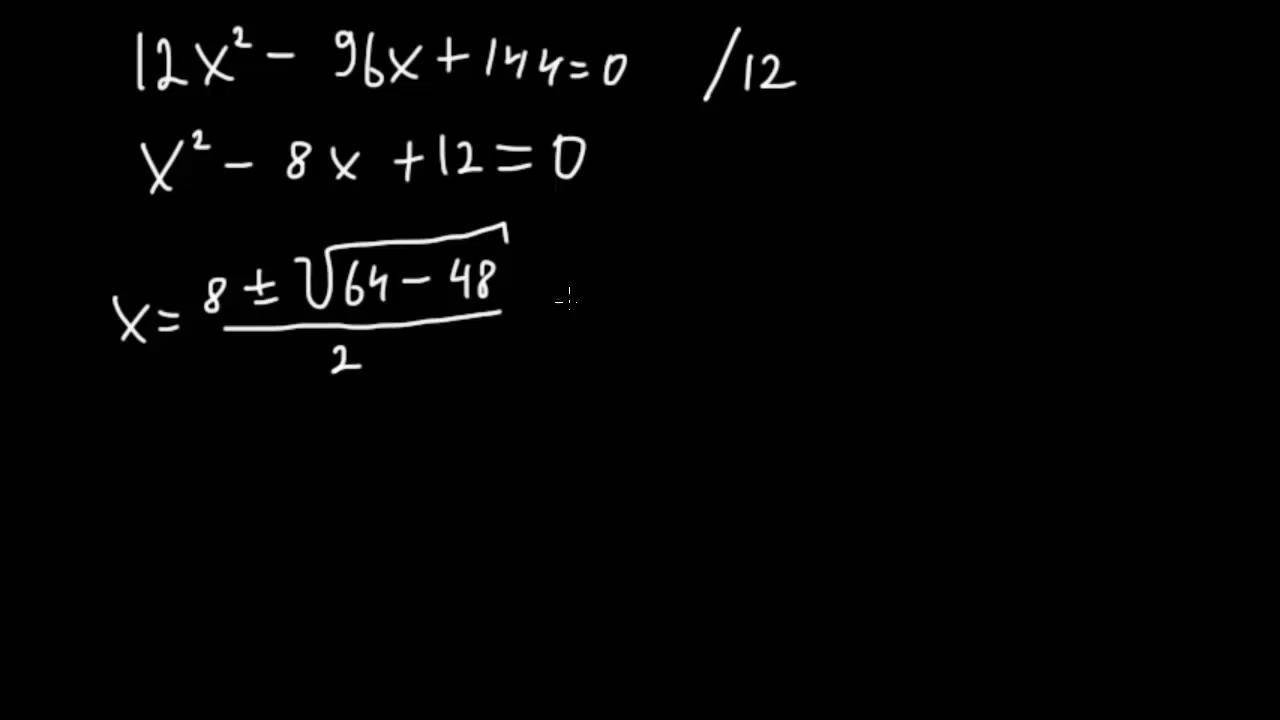 12x² - 96x + 144 = 0 /12
x² - 8x + 12 = 0
x = (8 ± √(64 - 48)) / 2